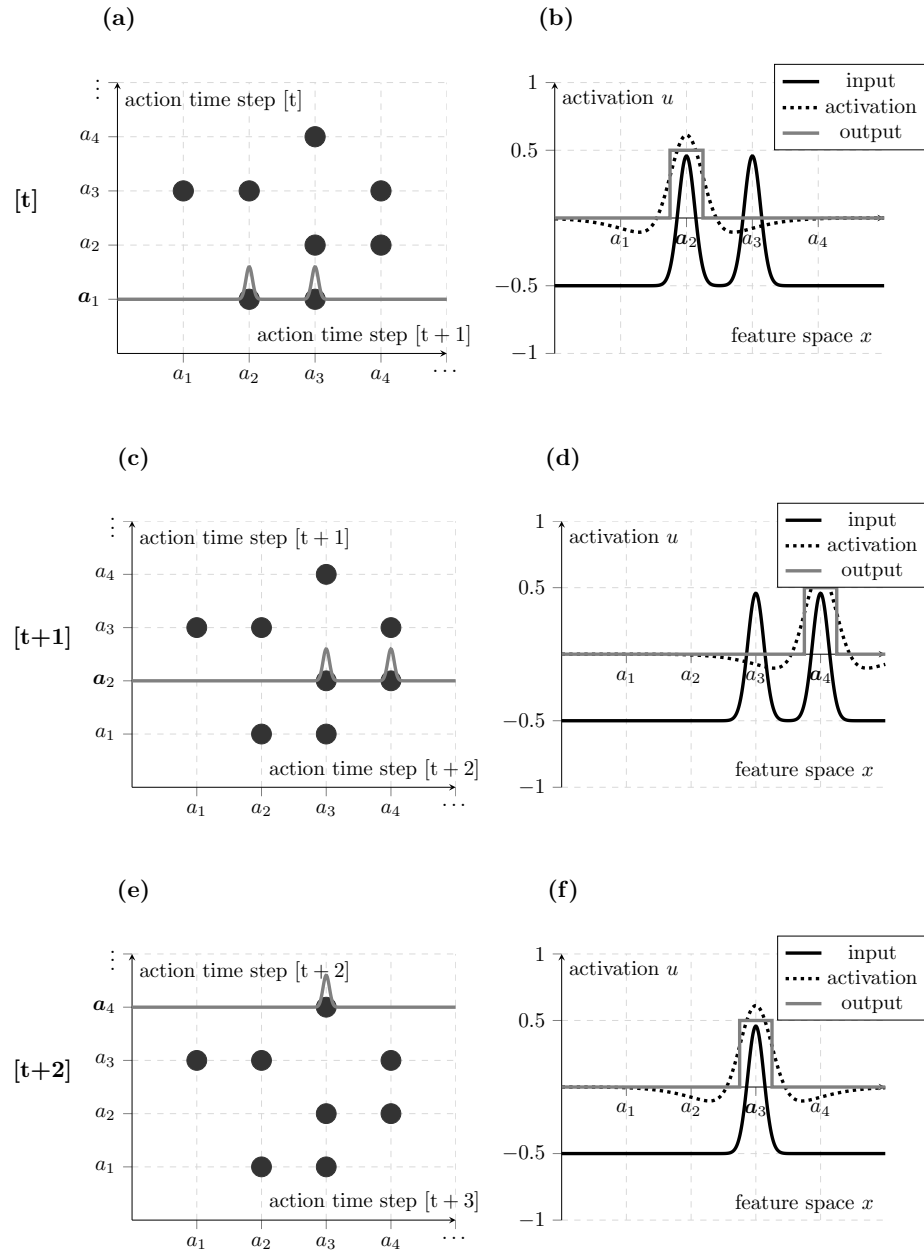 (a)
(b)
[t]
⋮
action time step [t]
a4
a3
a2
a1
action time step [t + 1]
a1 a2 a3 a4 ⋯
1
activation u
input
activation
output
0.5
0
a1 a2 a3 a4
−0.5
feature space x
−1
(c)
(d)
[t+1]
⋮
action time step [t + 1]
a4
a3
a2
a1
action time step [t + 2]
a1 a2 a3 a4 ⋯
1
activation u
input
activation
output
0.5
0
a1 a2 a3 a4
−0.5
feature space x
−1
(e)
(f)
[t+2]
⋮
action time step [t + 2]
a4
a3
a2
a1
action time step [t + 3]
a1 a2 a3 a4 ⋯
1
activation u
input
activation
output
0.5
0
a1 a2 a3 a4
−0.5
feature space x
−1